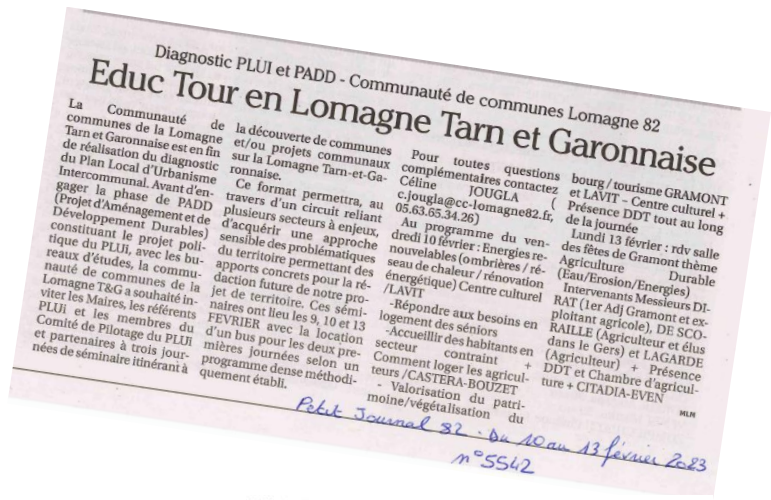 Diagnostic PLUI et PADD - Communauté de communes Lomagne 82
Educ Tour en Lomagne Tarn et Garonnaise
La Communauté de
communes de la Lomagne
Tarn et Garonnaise est en fin
de réalisation du diagnostic
du Plan Local d'Urbanisme
Intercommunal. Avant d'en-
gager la phase de PADD
(Projet d'Aménagement et de
Développement Durables)
constituant le projet poli-
tique du PLUi, avec les bu-
reaux d'études, la commu-
nauté de communes de la
Lomagne T&G a souhaité in-
viter les Maires, les référents
PLUi et les membres du
Comité de Pilotage du PLUi
et partenaires à trois jour-
nées de séminaire itinérant à
la découverte de communes
et/ou projets communaux
sur la Lomagne Tarn-et-Ga-
ronnaise.
Ce format permettra, au
travers d'un circuit reliant
plusieurs secteurs à enjeux,
d'acquérir une approche
sensible des problématiques
du territoire permettant des
apports concrets pour la ré-
daction future de notre pro-
jet de territoire. Ces sémi-
naires ont lieu les 9, 10 et 13
FEVRIER avec la location
d'un bus pour les deux pre-
mières journées selon un
programme dense méthodi-
quement établi.
Pour toutes questions
complémentaires contactez
Céline JOUGLA (
c.jougla@cc-lomagne82.fr,
05.63.65.34.26)
Au programme du ven-
dredi 10 février : Energies re-
nouvelables (ombrières / ré-
seau de chaleur / rénovation
énergétique) Centre culturel
/LAVIT
-Répondre aux besoins en
logement des séniors
-Accueillir des habitants en
secteur contraint +
Comment loger les agricul-
teurs /CASTERA-BOUZET
- Valorisation du patri-
moine/végétalisation du
bourg / tourisme GRAMONT
et LAVIT – Centre culturel +
Présence DDT tout au long
de la journée
Lundi 13 février : rdv salle
des fêtes de Gramont thème
Agriculture Durable
(Eau/Erosion/Energies)
Intervenants Messieurs DI-
RAT (1er Adj Gramont et ex-
ploitant agricole), DE SCO-
RAILLE (Agriculteur et élus
dans le Gers) et LAGARDE
(Agriculteur) + Présence
DDT et Chambre d'agricul-
ture + CITADIA-EVEN
MLM
Petit Journal 82 - Du 10 au 13 février 2023
n°5542